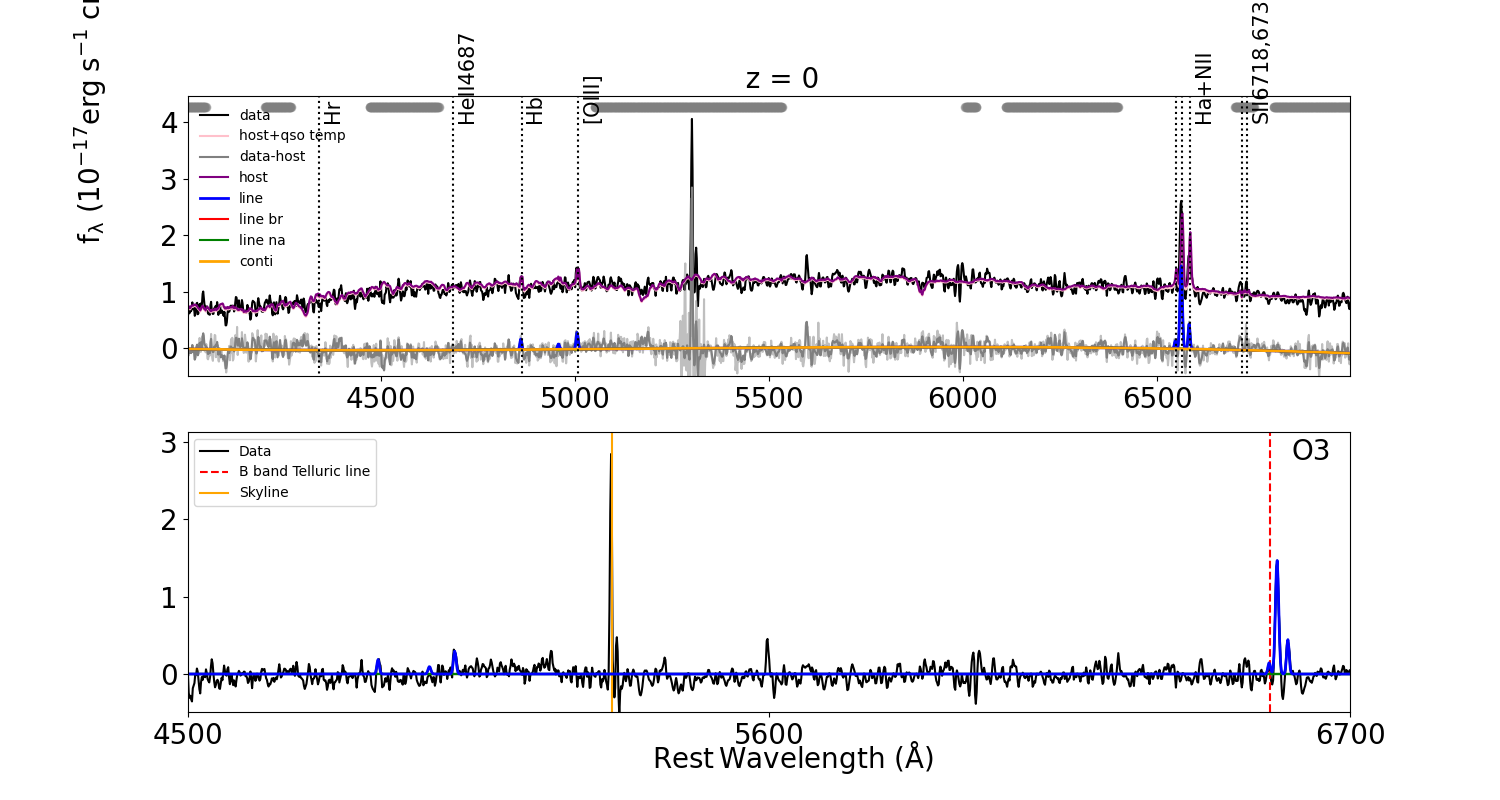 z = 0
fλ (10−17erg s−1 c
Hr
HeII4687
Hb
[OIII]
Ha+NII
SII6718,673
data
host+qso temp
data-host
host
line
line br
line na
conti
4
3
2
1
0
4500 5000 5500 6000 6500
O3
Data
B band Telluric line
Skyline
3
2
1
0
4500 5600 6700
Rest Wavelength (Å)